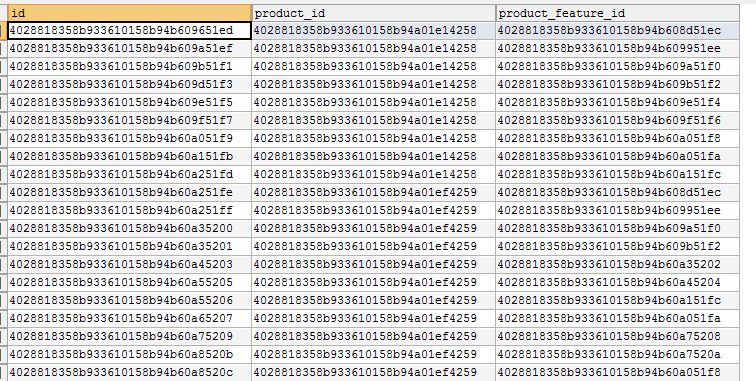 id product_id product_feature_id
4028818358b933610158b94b609651ed 4028818358b933610158b94a01e14258 4028818358b933610158b94b608d51ec
4028818358b933610158b94b609a51ef 4028818358b933610158b94a01e14258 4028818358b933610158b94b609951ee
4028818358b933610158b94b609b51f1 4028818358b933610158b94a01e14258 4028818358b933610158b94b609a51f0
4028818358b933610158b94b609d51f3 4028818358b933610158b94a01e14258 4028818358b933610158b94b609b51f2
4028818358b933610158b94b609e51f5 4028818358b933610158b94a01e14258 4028818358b933610158b94b609e51f4
4028818358b933610158b94b609f51f7 4028818358b933610158b94a01e14258 4028818358b933610158b94b609f51f6
4028818358b933610158b94b60a051f9 4028818358b933610158b94a01e14258 4028818358b933610158b94b60a051f8
4028818358b933610158b94b60a151fb 4028818358b933610158b94a01e14258 4028818358b933610158b94b60a051fa
4028818358b933610158b94b60a251fd 4028818358b933610158b94a01e14258 4028818358b933610158b94b60a151fc
4028818358b933610158b94b60a251fe 4028818358b933610158b94a01ef4259 4028818358b933610158b94b608d51ec
4028818358b933610158b94b60a251ff 4028818358b933610158b94a01ef4259 4028818358b933610158b94b609951ee
4028818358b933610158b94b60a35200 4028818358b933610158b94a01ef4259 4028818358b933610158b94b609a51f0
4028818358b933610158b94b60a35201 4028818358b933610158b94a01ef4259 4028818358b933610158b94b609b51f2
4028818358b933610158b94b60a45203 4028818358b933610158b94a01ef4259 4028818358b933610158b94b60a35202
4028818358b933610158b94b60a55205 4028818358b933610158b94a01ef4259 4028818358b933610158b94b60a45204
4028818358b933610158b94b60a55206 4028818358b933610158b94a01ef4259 4028818358b933610158b94b60a151fc
4028818358b933610158b94b60a65207 4028818358b933610158b94a01ef4259 4028818358b933610158b94b60a051fa
4028818358b933610158b94b60a75209 4028818358b933610158b94a01ef4259 4028818358b933610158b94b60a75208
4028818358b933610158b94b60a8520b 4028818358b933610158b94a01ef4259 4028818358b933610158b94b60a7520a
4028818358b933610158b94b60a8520c 4028818358b933610158b94a01ef4259 4028818358b933610158b94b60a051f8